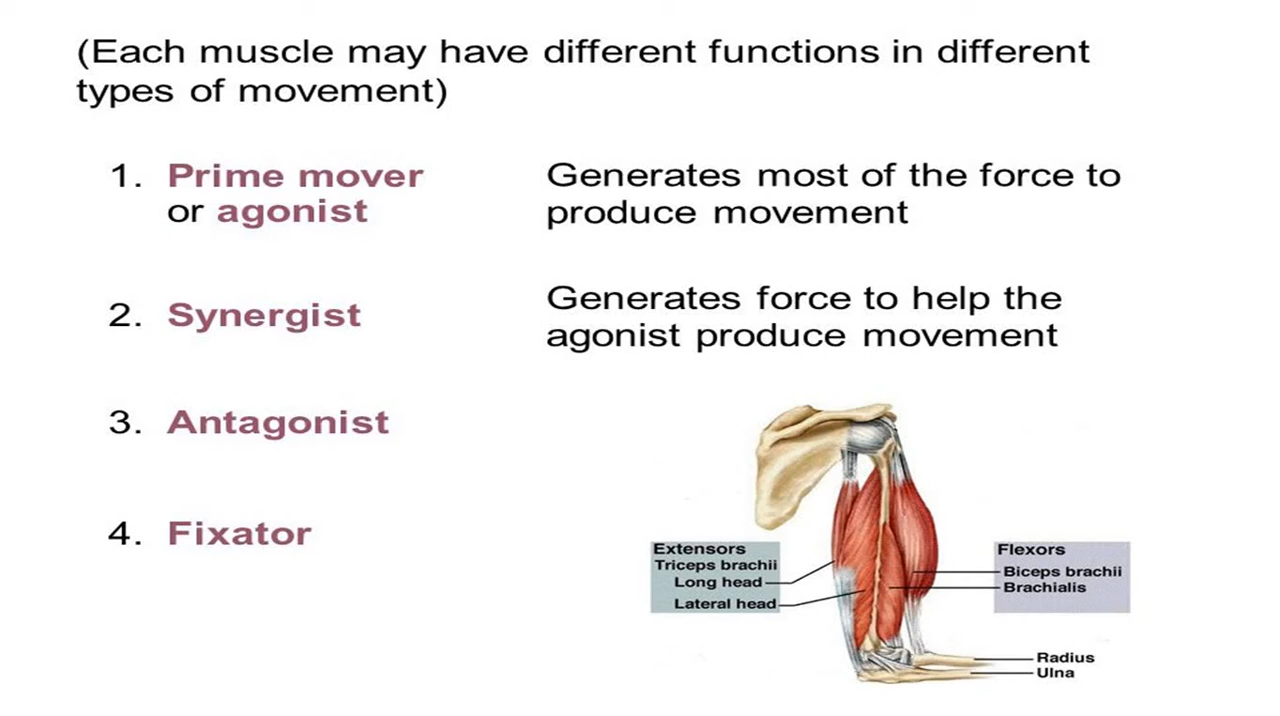 (Each muscle may have different functions in different
types of movement)
1. Prime mover
or agonist
Generates most of the force to
produce movement
2. Synergist
Generates force to help the
agonist produce movement
3. Antagonist
4. Fixator
Extensors
Triceps brachii
Long head
Lateral head
Flexors
Biceps brachii
Brachialis
Radius
Ulna